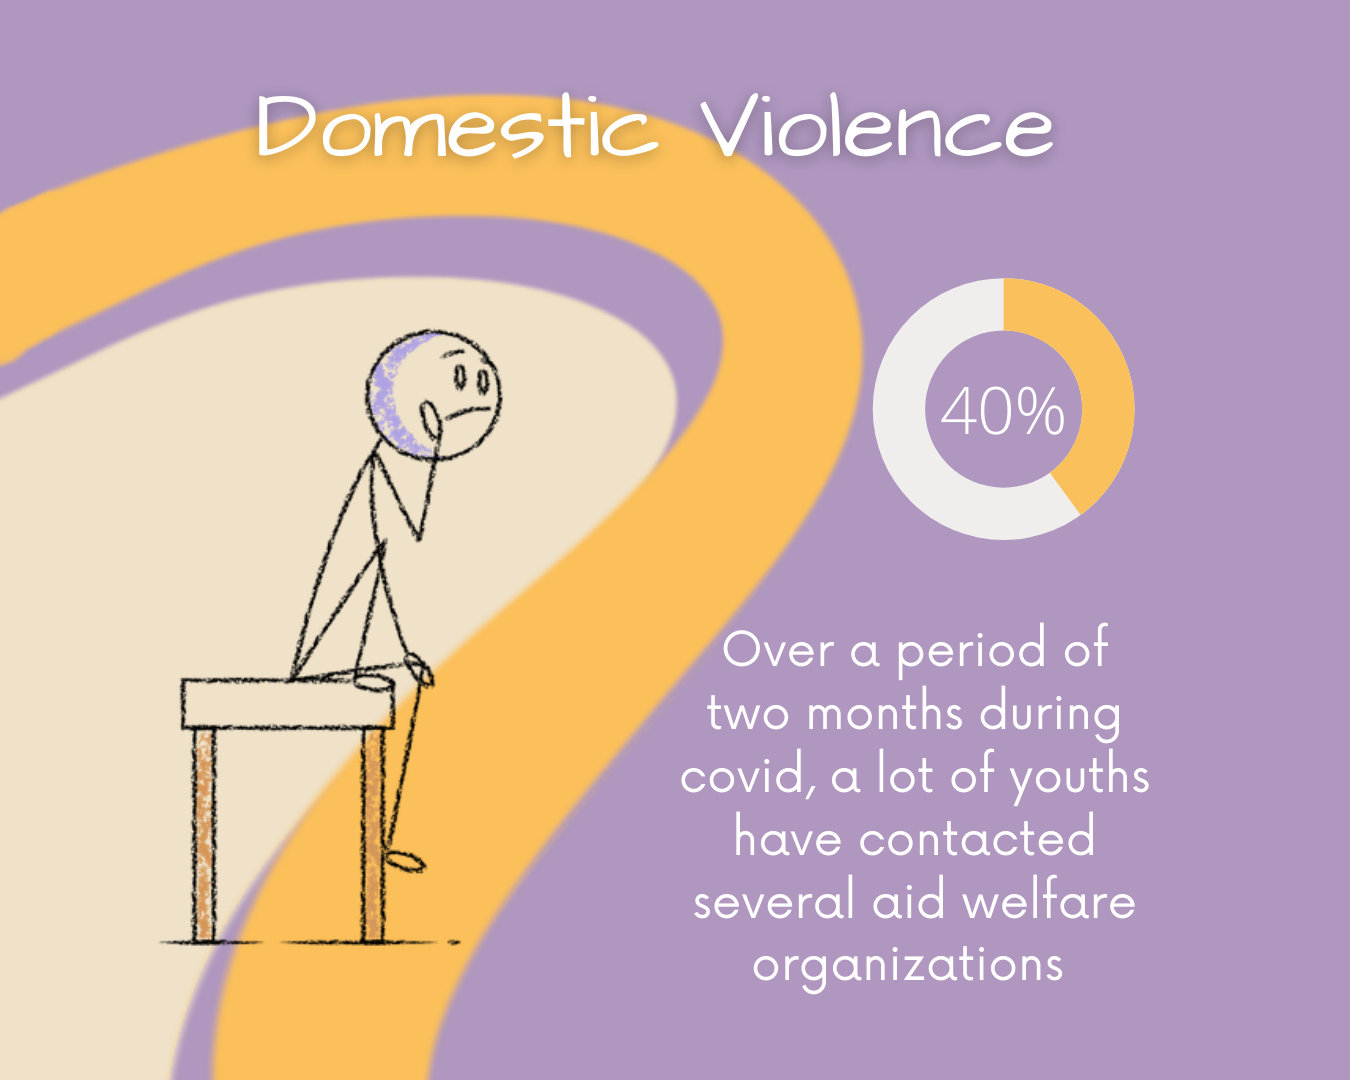 Domestic Violence
40%
Over a period of
two months during
covid, a lot of youths
have contacted
several aid welfare
organizations